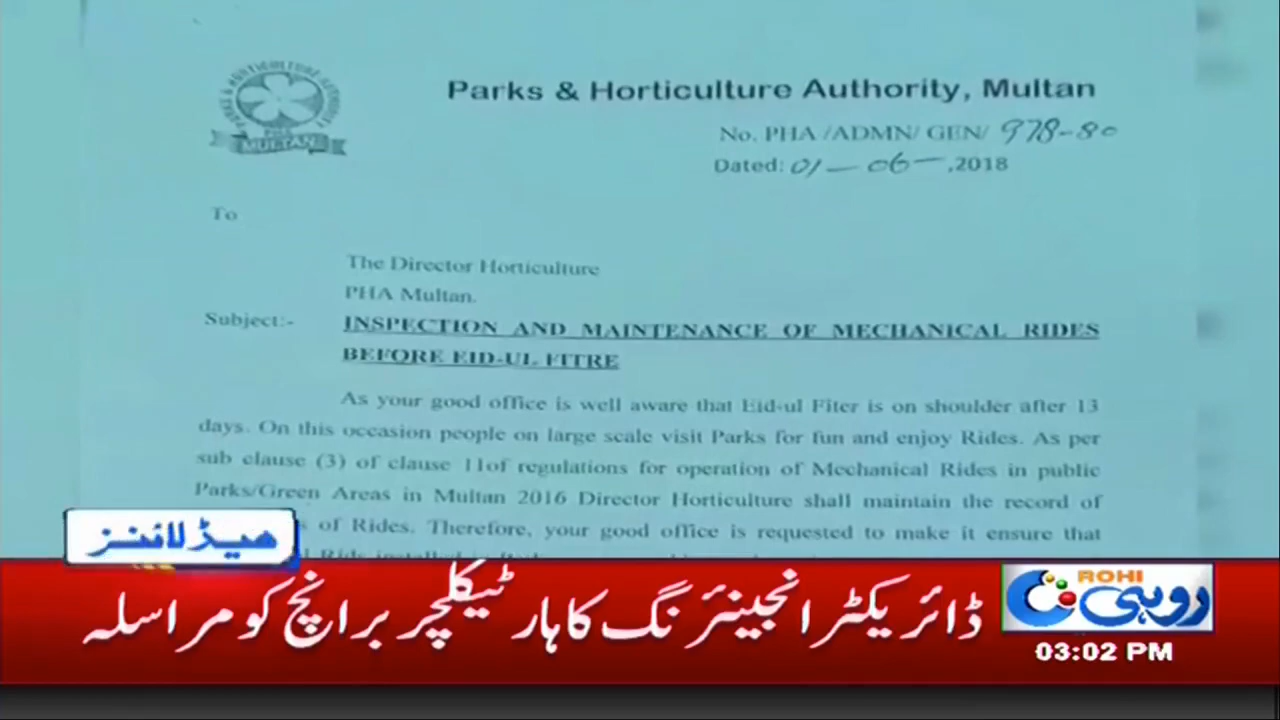 PARKS & HORTICULTURE AUTHORITY
PHA
MULTAN
Parks & Horticulture Authority, Multan
No. PHA /ADMN/ GEN/ 978-80
Dated: 01-06-,2018
To
The Director Horticulture
PHA Multan.
Subject:- INSPECTION AND MAINTENANCE OF MECHANICAL RIDES
BEFORE EID-UL FITRE
As your good office is well aware that Eid-ul Fiter is on shoulder after 13
days. On this occasion people on large scale visit Parks for fun and enjoy Rides. As per
sub clause (3) of clause 11of regulations for operation of Mechanical Rides in public
Parks/Green Areas in Multan 2016 Director Horticulture shall maintain the record of
of Rides. Therefore, your good office is requested to make it ensure that
ہیڈلائنز
ROHI
روہی
ڈائریکٹر انجینئرنگ کا ہارٹیکلچر برانچ کو مراسلہ
03:02 PM